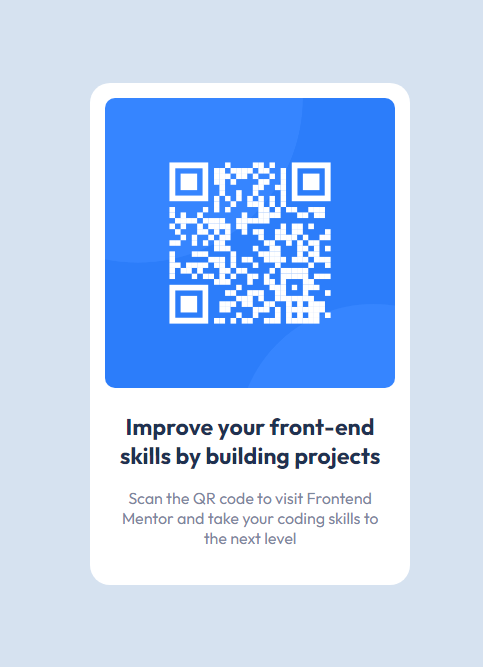 Improve your front-end
skills by building projects
Scan the QR code to visit Frontend
Mentor and take your coding skills to
the next level